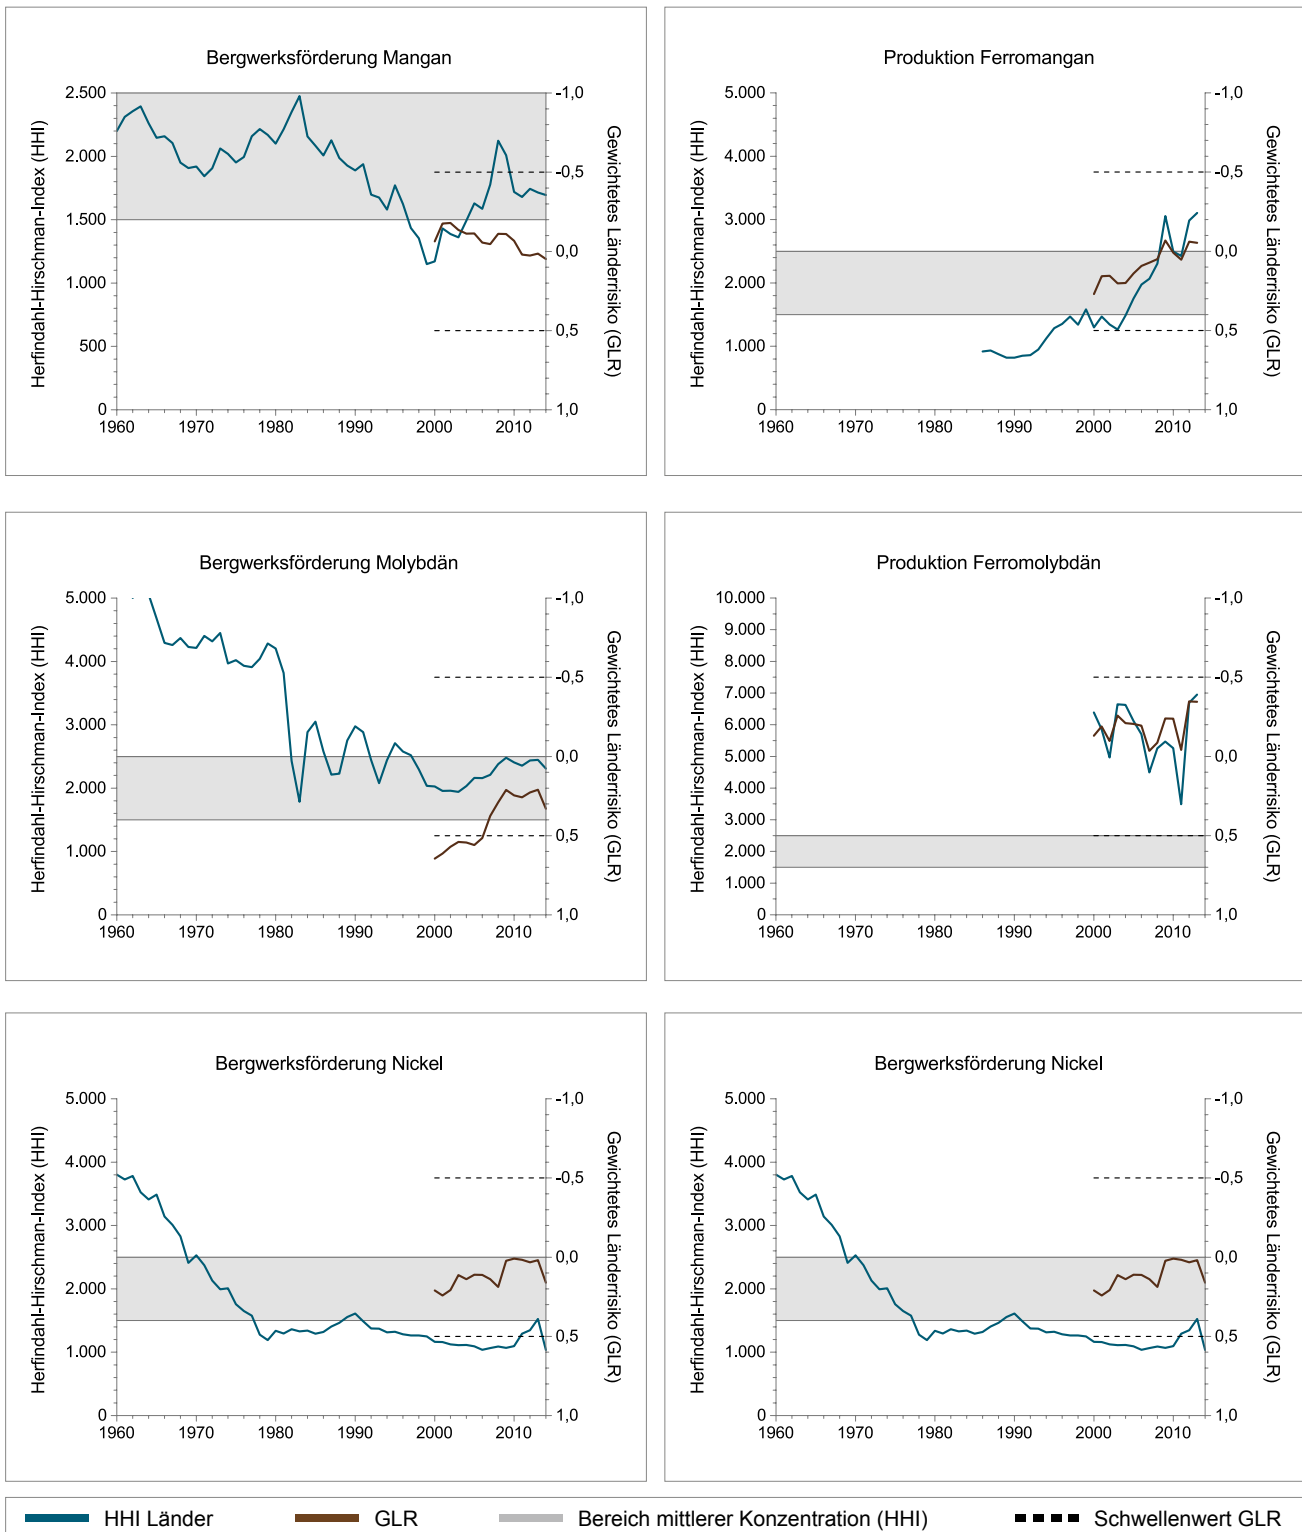 Bergwerksförderung Mangan
Herfindahl-Hirschman-Index (HHI)
2.500
2.000
1.500
1.000
500
0
1960 1970 1980 1990 2000 2010
-1,0
-0,5
0,0
0,5
1,0
Gewichtetes Länderrisiko (GLR)
Produktion Ferromangan
Herfindahl-Hirschman-Index (HHI)
5.000
4.000
3.000
2.000
1.000
0
1960 1970 1980 1990 2000 2010
-1,0
-0,5
0,0
0,5
1,0
Gewichtetes Länderrisiko (GLR)
Bergwerksförderung Molybdän
Herfindahl-Hirschman-Index (HHI)
5.000
4.000
3.000
2.000
1.000
0
1960 1970 1980 1990 2000 2010
-1,0
-0,5
0,0
0,5
1,0
Gewichtetes Länderrisiko (GLR)
Produktion Ferromolybdän
Herfindahl-Hirschman-Index (HHI)
10.000
9.000
8.000
7.000
6.000
5.000
4.000
3.000
2.000
1.000
0
1960 1970 1980 1990 2000 2010
-1,0
-0,5
0,0
0,5
1,0
Gewichtetes Länderrisiko (GLR)
Bergwerksförderung Nickel
Herfindahl-Hirschman-Index (HHI)
5.000
4.000
3.000
2.000
1.000
0
1960 1970 1980 1990 2000 2010
-1,0
-0,5
0,0
0,5
1,0
Gewichtetes Länderrisiko (GLR)
Bergwerksförderung Nickel
Herfindahl-Hirschman-Index (HHI)
5.000
4.000
3.000
2.000
1.000
0
1960 1970 1980 1990 2000 2010
-1,0
-0,5
0,0
0,5
1,0
Gewichtetes Länderrisiko (GLR)
HHI Länder GLR Bereich mittlerer Konzentration (HHI) Schwellenwert GLR